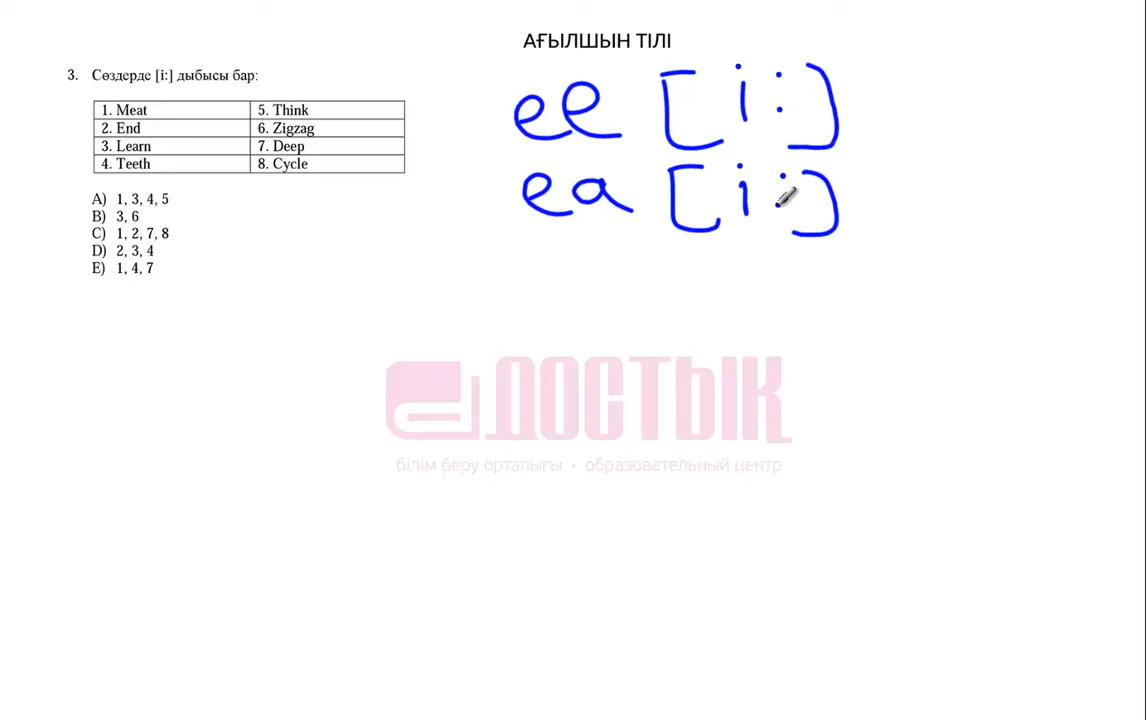 АҒЫЛШЫН ТІЛІ
3. Сөздерде [i:] дыбысы бар:
1. Meat 5. Think
2. End 6. Zigzag
3. Learn 7. Deep
4. Teeth 8. Cycle
A) 1, 3, 4, 5
B) 3, 6
C) 1, 2, 7, 8
D) 2, 3, 4
E) 1, 4, 7
ee [i:]
ea [i:]
ДОСТЫҚ
білім беру орталығы • образовательный центр